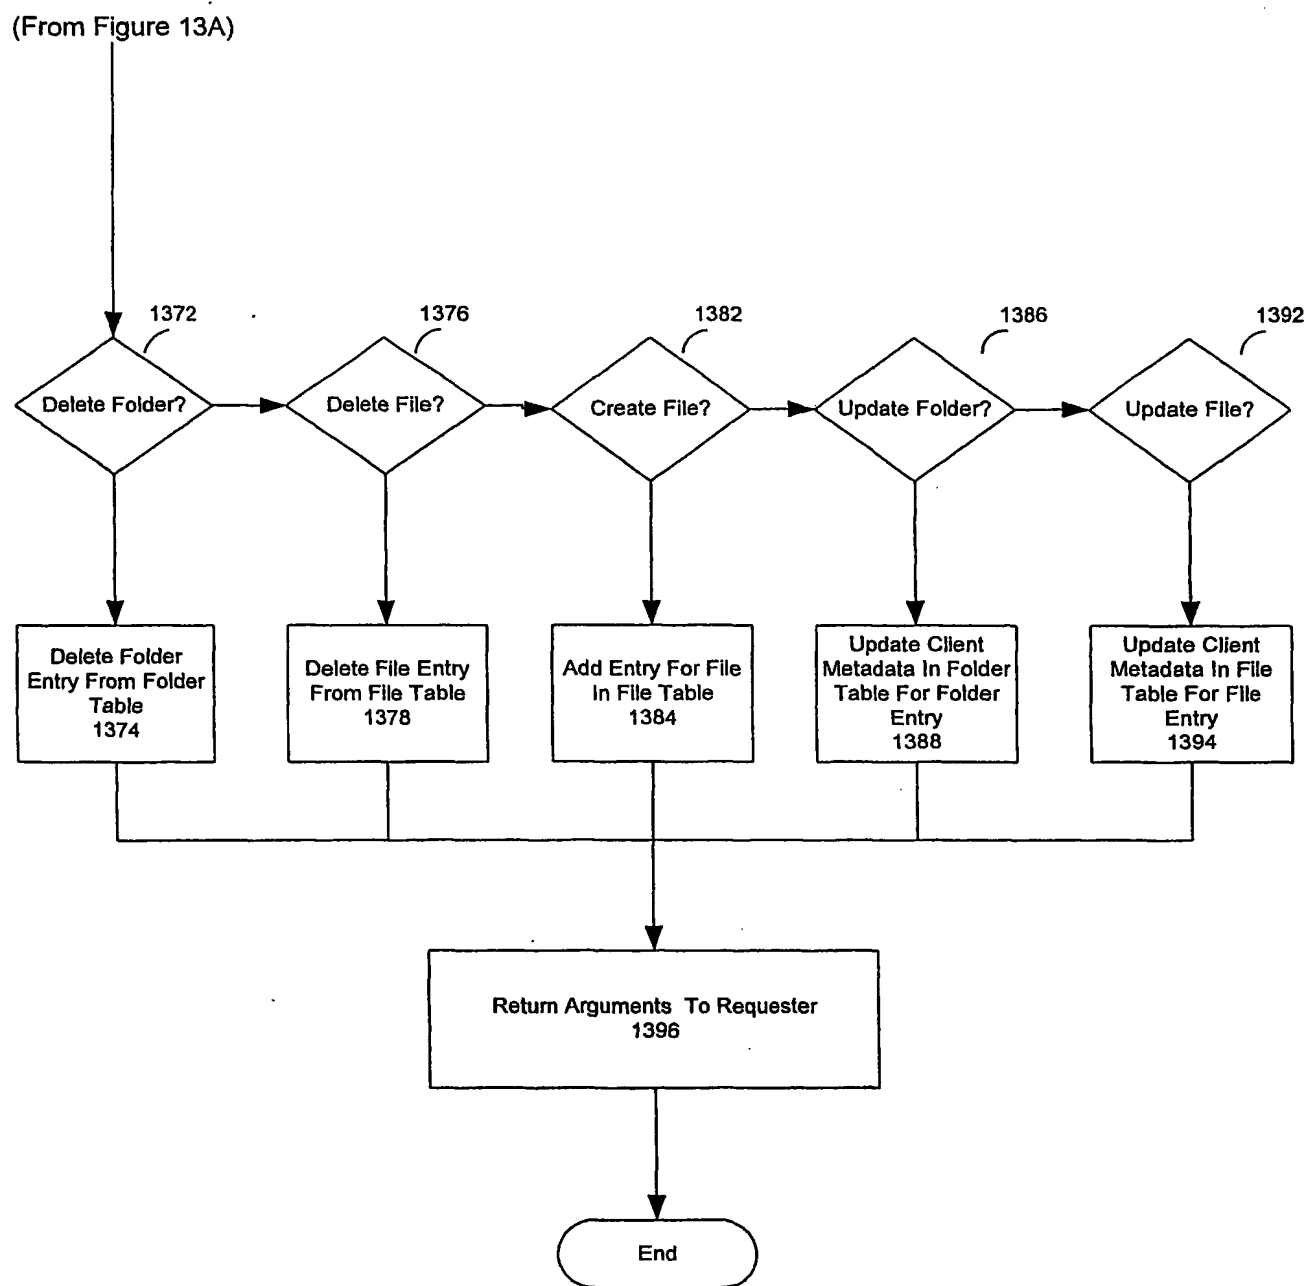 (From Figure 13A)
1372
1376
1382
1386
1392
Delete Folder?
Delete File?
Create File?
Update Folder?
Update File?
Delete Folder
Entry From Folder
Table
1374
Delete File Entry
From File Table
1378
Add Entry For File
In File Table
1384
Update Client
Metadata In Folder
Table For Folder
Entry
1388
Update Client
Metadata In File
Table For File
Entry
1394
Return Arguments To Requester
1396
End